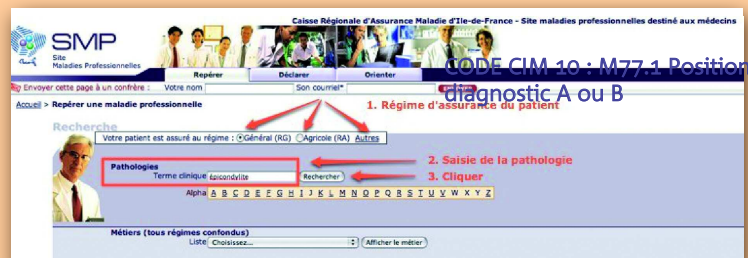 Caisse Régionale d'Assurance Maladie d'Ile-de-France - Site maladies professionnelles destiné aux médecins
SMP
Site
Maladies Professionnelles
Repérer Déclarer Orienter
CODE CIM 10 : M77.1 Position
diagnostic A ou B
Envoyer cette page à un confrère : Votre nom Son courriel*
Accueil > Repérer une maladie professionnelle
1. Régime d'assurance du patient
Recherche
Votre patient est assuré au régime : Général (RG) Agricole (RA) Autres
Pathologies
2. Saisie de la pathologie
Terme clinique épicondylite Rechercher
3. Cliquer
Alpha A B C D E F G H I J K L M N O P Q R S T U V W X Y Z
Métiers (tous régimes confondus)
Liste Choisissez... Afficher le métier